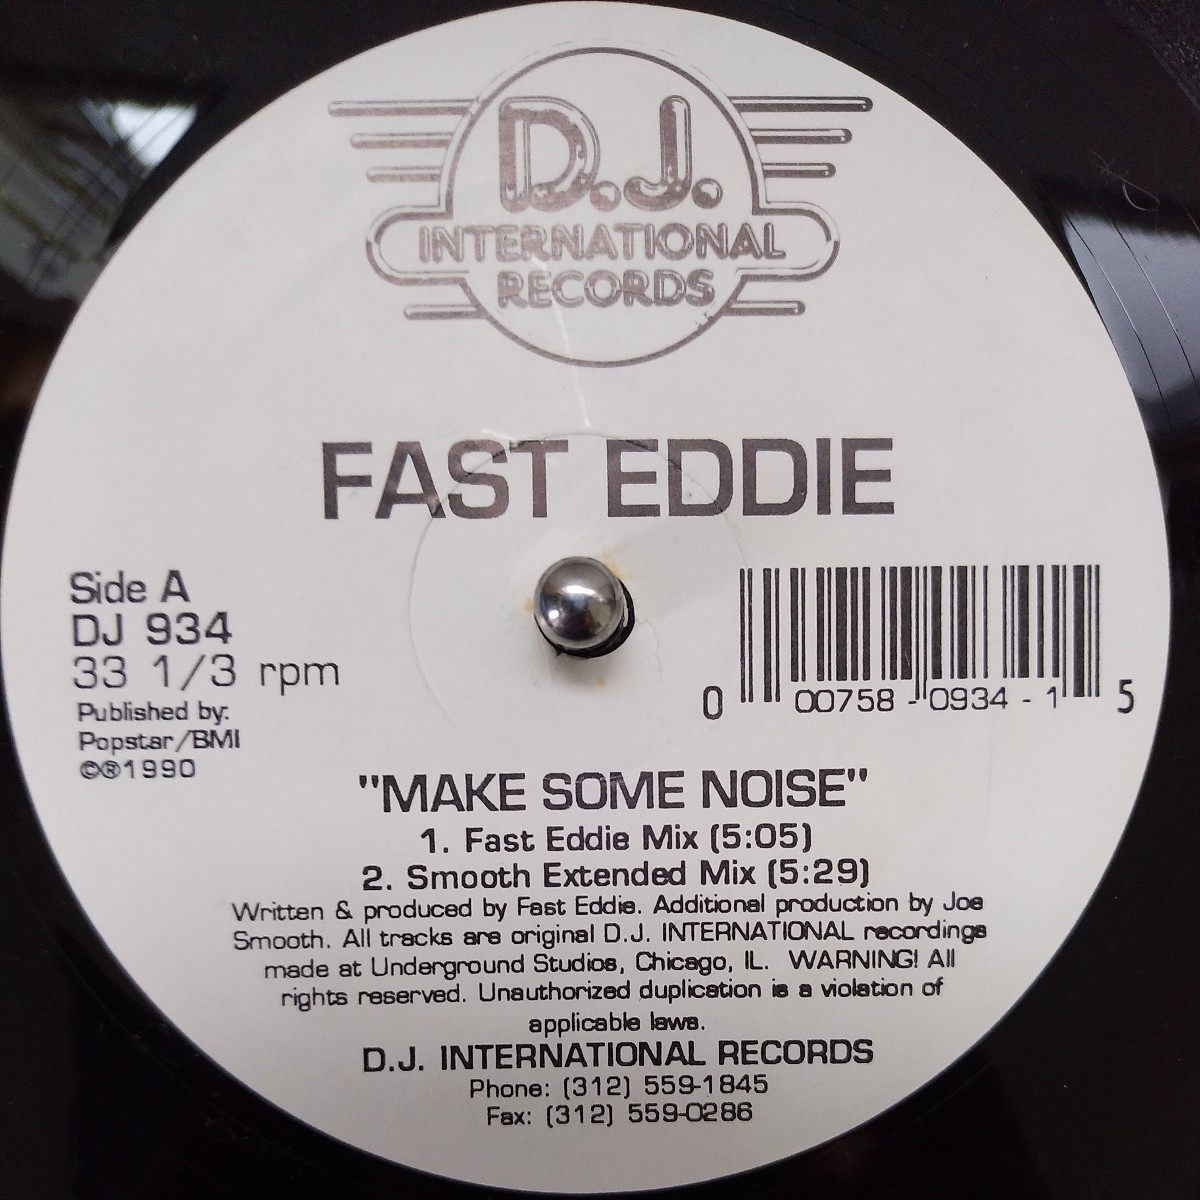 D.J.
INTERNATIONAL
RECORDS
FAST EDDIE
Side A
DJ 934
33 1/3 rpm
Published by:
Popstar/BMI
©®1990
0 00758 - 0934 - 1 5
"MAKE SOME NOISE"
1. Fast Eddie Mix (5:05)
2. Smooth Extended Mix (5:29)
Written & produced by Fast Eddie. Additional production by Joe
Smooth. All tracks are original D.J. INTERNATIONAL recordings
made at Underground Studios, Chicago, IL. WARNING! All
rights reserved. Unauthorized duplication is a violation of
applicable laws.
D.J. INTERNATIONAL RECORDS
Phone: (312) 559-1845
Fax: (312) 559-0286